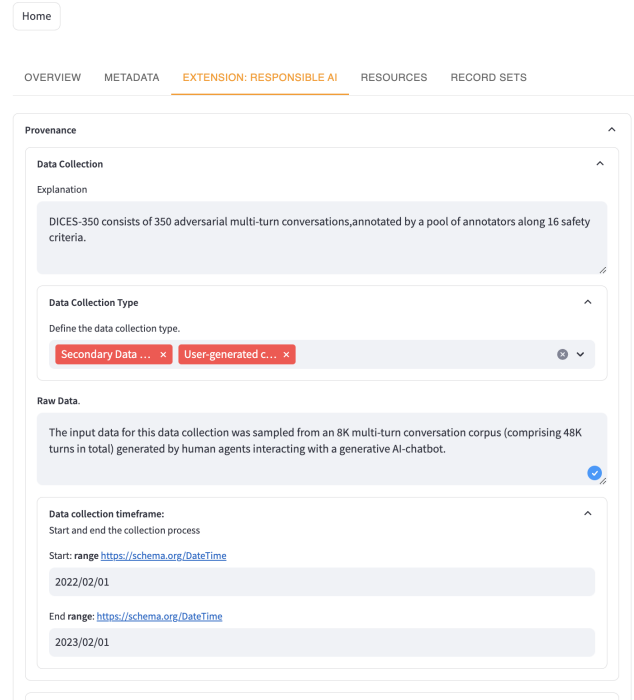 Home
OVERVIEW METADATA EXTENSION: RESPONSIBLE AI RESOURCES RECORD SETS
Provenance
Data Collection
Explanation
DICES-350 consists of 350 adversarial multi-turn conversations,annotated by a pool of annotators along 16 safety
criteria.
Data Collection Type
Define the data collection type.
Secondary Data ... × User-generated c... ×
Raw Data.
The input data for this data collection was sampled from an 8K multi-turn conversation corpus (comprising 48K
turns in total) generated by human agents interacting with a generative AI-chatbot.
Data collection timeframe:
Start and end the collection process
Start: range https://schema.org/DateTime
2022/02/01
End range: https://schema.org/DateTime
2023/02/01